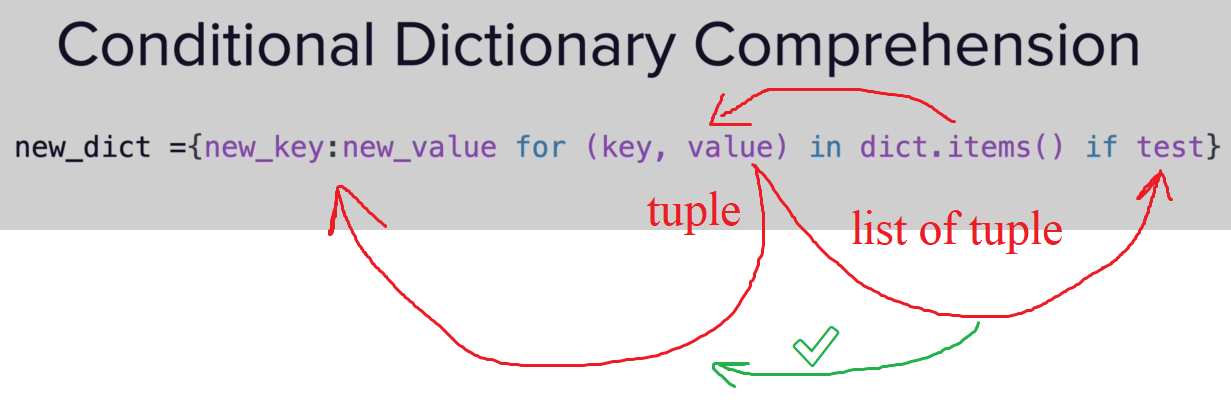 Conditional Dictionary Comprehension
new_dict ={new_key:new_value for (key, value) in dict.items() if test}
tuple
list of tuple